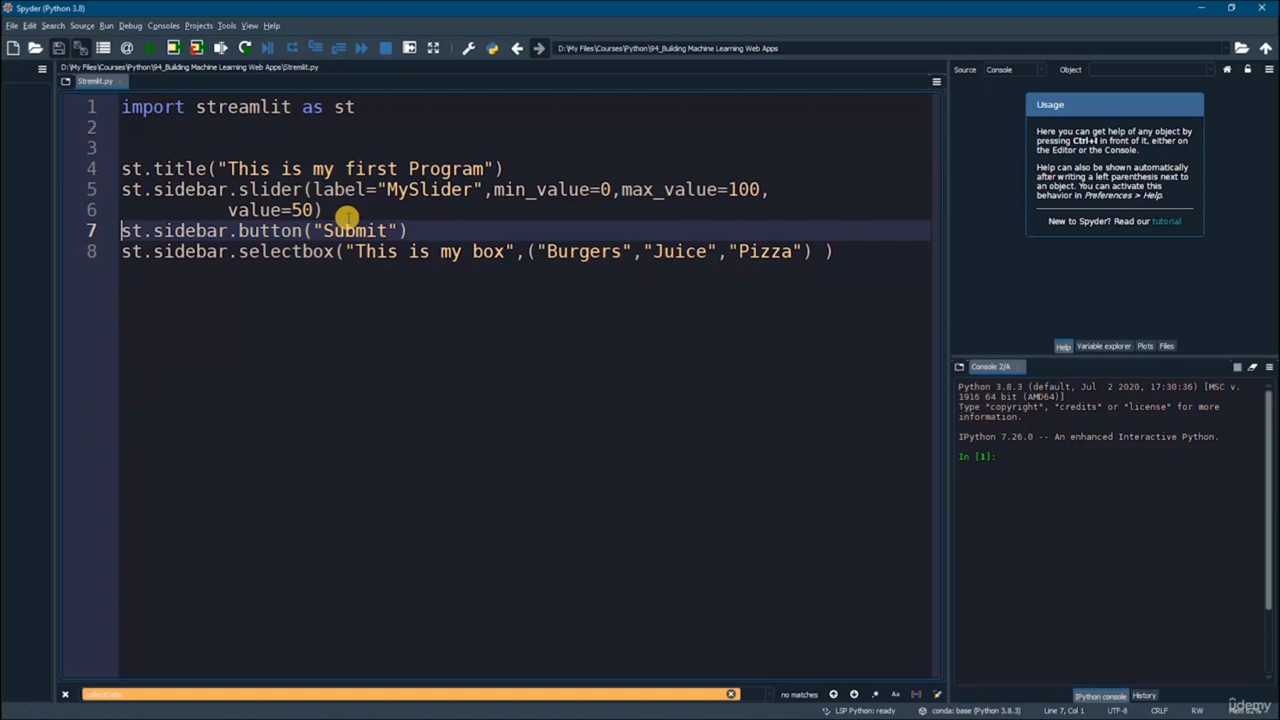 Spyder (Python 3.8)
File Edit Search Source Run Debug Consoles Projects Tools View Help
D:\My Files\Courses\Python\94_Building Machine Learning Web Apps
D:\My Files\Courses\Python\94_Building Machine Learning Web Apps\Stremlit.py
Stremlit.py
1 import streamlit as st
2
3
4 st.title("This is my first Program")
5 st.sidebar.slider(label="MySlider",min_value=0,max_value=100,
6 value=50)
7 st.sidebar.button("Submit")
8 st.sidebar.selectbox("This is my box",("Burgers","Juice","Pizza") )
Source Console Object
Usage
Here you can get help of any object by
pressing Ctrl+I in front of it, either on
the Editor or the Console.
Help can also be shown automatically
after writing a left parenthesis next to
an object. You can activate this
behavior in Preferences > Help.
New to Spyder? Read our tutorial
Help Variable explorer Plots Files
Console 2/A
Python 3.8.3 (default, Jul 2 2020, 17:30:36) [MSC v.
1916 64 bit (AMD64)]
Type "copyright", "credits" or "license" for more
information.
IPython 7.26.0 -- An enhanced Interactive Python.
In [1]:
no matches .* Aa
IPython console History
LSP Python: ready conda: base (Python 3.8.3) Line 7, Col 1 UTF-8 CRLF RW
udemy